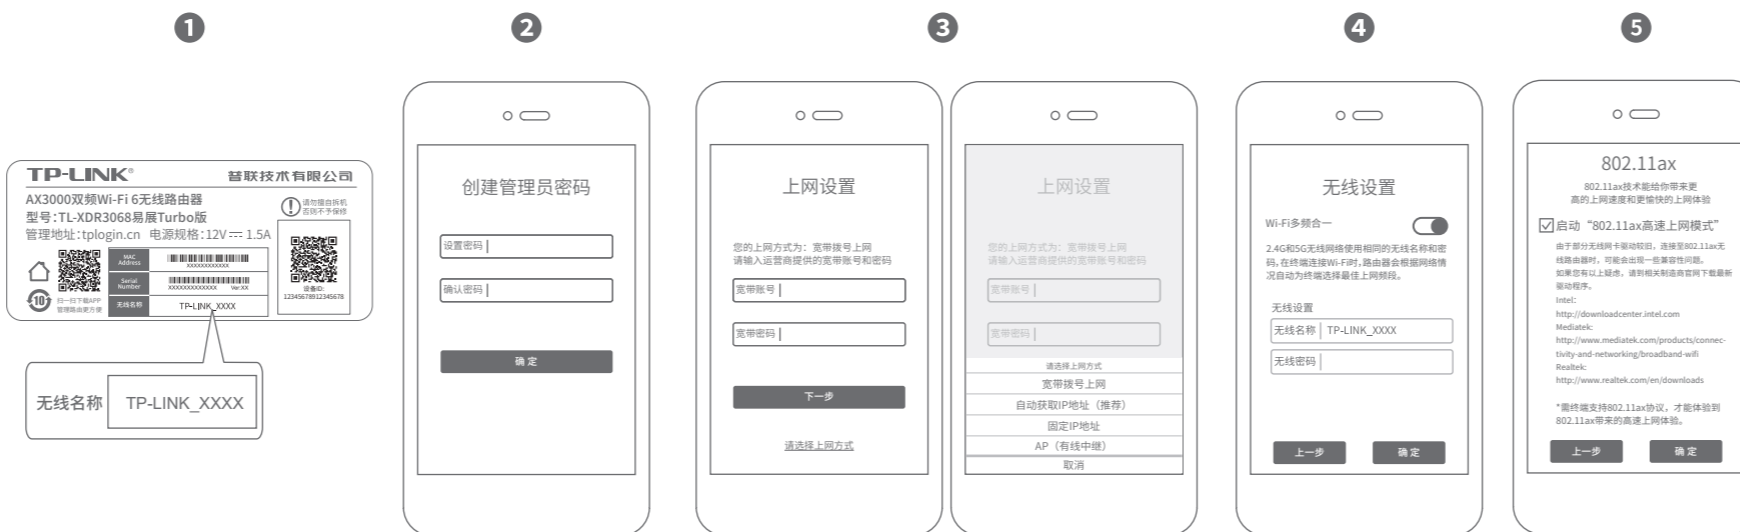 1
TP-LINK®
普联技术有限公司
AX3000双频Wi-Fi 6无线路由器
型号:TL-XDR3068易展Turbo版
管理地址:tplogin.cn 电源规格:12V⎓1.5A
请勿擅自拆机
否则不予保修
MAC Address
XXXXXXXXXXXX
Serial Number
XXXXXXXXXXXXX Ver:XX
无线名称
TP-LINK_XXXX
10
扫一扫下载APP
管理路由更方便
设备ID:
12345678912345678
无线名称 TP-LINK_XXXX
2
创建管理员密码
设置密码
确认密码
确 定
3
上网设置
您的上网方式为：宽带拨号上网
请输入运营商提供的宽带账号和密码
宽带账号
宽带密码
下一步
请选择上网方式
上网设置
您的上网方式为：宽带拨号上网
请输入运营商提供的宽带账号和密码
宽带账号
宽带密码
请选择上网方式
宽带拨号上网
自动获取IP地址（推荐）
固定IP地址
AP（有线中继）
取消
4
无线设置
Wi-Fi多频合一
2.4G和5G无线网络使用相同的无线名称和密
码,在终端连接Wi-Fi时,路由器会根据网络情
况自动为终端选择最佳上网频段。
无线设置
无线名称 TP-LINK_XXXX
无线密码
上一步 确 定
5
802.11ax
802.11ax技术能给你带来更
高的上网速度和更愉快的上网体验
启动“802.11ax高速上网模式”
由于部分无线网卡驱动较旧，连接至802.11ax无
线路由器时，可能会出现一些兼容性问题。
如果您有以上疑虑，请到相关制造商官网下载最新
驱动程序。
Intel:
http://downloadcenter.intel.com
Mediatek:
http://www.mediatek.com/products/connec-
tivity-and-networking/broadband-wifi
Realtek:
http://www.realtek.com/en/downloads
*需终端支持802.11ax协议，才能体验到
802.11ax带来的高速上网体验。
上一步 确 定